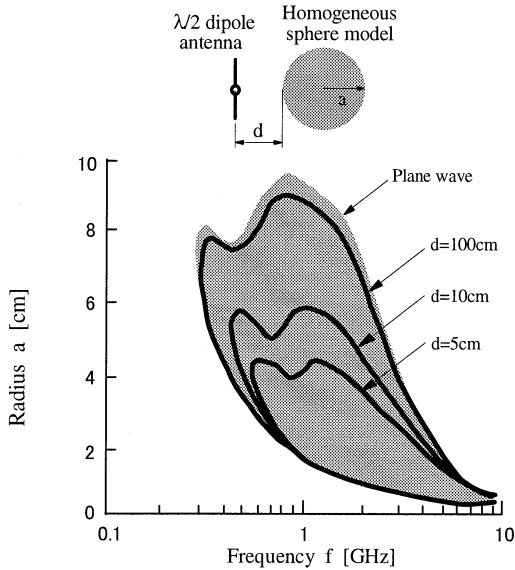 λ/2 dipole
antenna
Homogeneous
sphere model
a
d
Plane wave
d=100cm
d=10cm
d=5cm
10
8
6
4
2
0
Radius a [cm]
0.1
1
10
Frequency f [GHz]